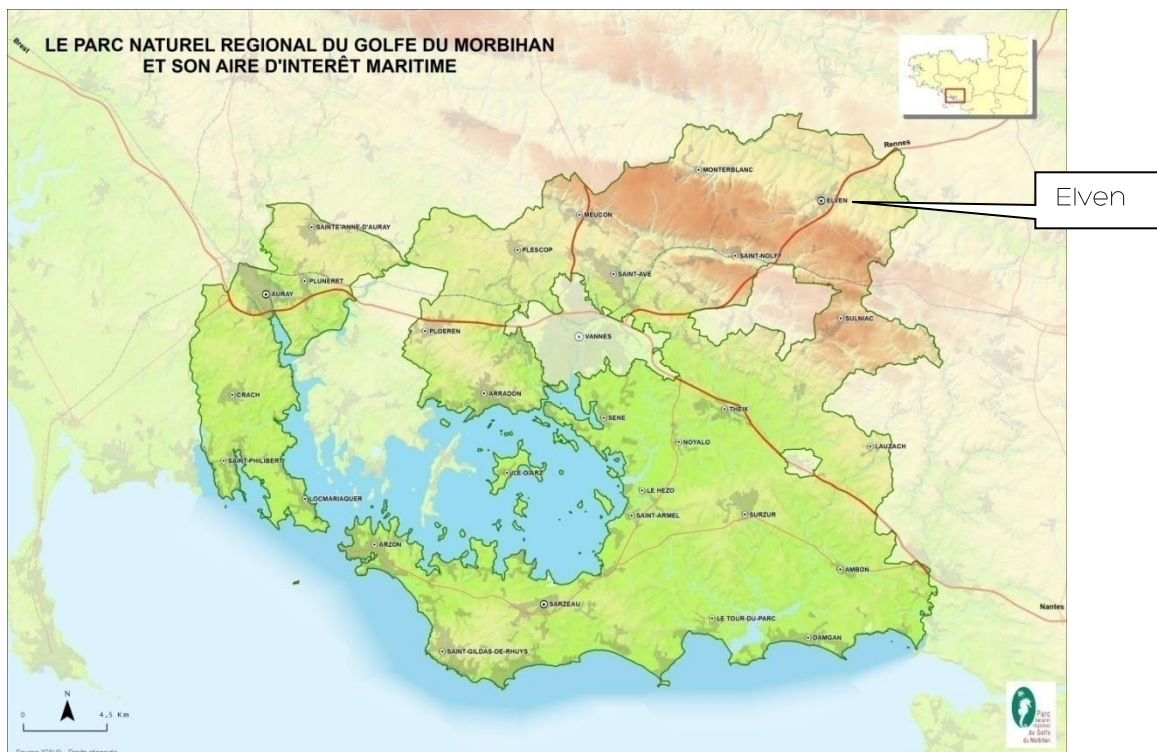 Brest
LE PARC NATUREL REGIONAL DU GOLFE DU MORBIHAN
ET SON AIRE D'INTERÊT MARITIME
Rennes
MONTERBLANC
ELVEN
Elven
MEUCON
SAINTE-ANNE-D'AURAY
PLESCOP
SAINT-NOLFF
SAINT-AVE
PLUNERET
AURAY
SULNIAC
PLOEREN
VANNES
CRACH
ARRADON
THEIX
SENE
NOYALO
LAUZACH
SAINT-PHILIBERT
ILE-D'ARZ
LOCMARIAQUER
LE HEZO
SAINT-ARMEL
SURZUR
ARZON
AMBON
SARZEAU
Nantes
LE TOUR-DU-PARC
DAMGAN
SAINT-GILDAS-DE-RHUYS
N
0 4,5 Km
Parc
naturel
régional
du Golfe
du Morbihan